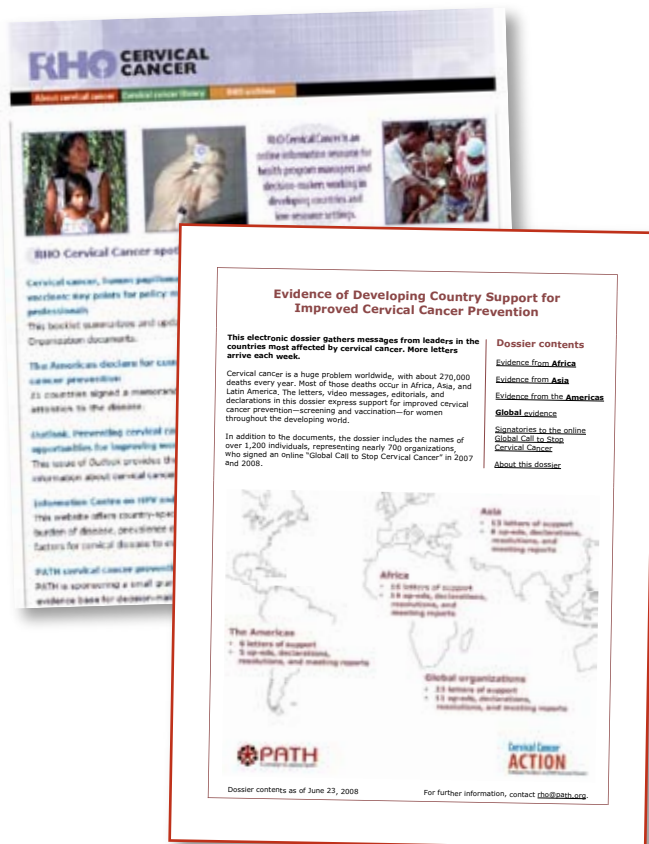 RHO CERVICAL
CANCER
About cervical cancer
Cervical cancer library
RHO archives
RHO Cervical Cancer is an
online information resource for
health program managers and
decision-makers working in
developing countries and
low-resource settings.
RHO Cervical Cancer spot
Cervical cancer, human papilloma
vaccines: key points for policy m
professionals
This booklet summarizes and upda
Organization documents.
The Americas declare for
cancer prevention
21 countries signed a memorand
attention to the disease.
Outlook, Preventing cervical ca
opportunities for improving wo
This issue of Outlook provides th
information about cervical cancer
Information Centre on HPV and
This website offers country-spec
burden of disease, prevalence
factors for cervical disease to
PATH cervical cancer preventi
PATH is sponsoring a small gran
evidence base for decision-mak
Evidence of Developing Country Support for
Improved Cervical Cancer Prevention
This electronic dossier gathers messages from leaders in the
countries most affected by cervical cancer. More letters
arrive each week.
Cervical cancer is a huge problem worldwide, with about 270,000
deaths every year. Most of those deaths occur in Africa, Asia, and
Latin America. The letters, video messages, editorials, and
declarations in this dossier express support for improved cervical
cancer prevention—screening and vaccination—for women
throughout the developing world.
In addition to the documents, the dossier includes the names of
over 1,200 individuals, representing nearly 700 organizations,
who signed an online "Global Call to Stop Cervical Cancer" in 2007
and 2008.
Dossier contents
Evidence from Africa
Evidence from Asia
Evidence from the Americas
Global evidence
Signatories to the online
Global Call to Stop
Cervical Cancer
About this dossier
Asia
letters of support
op-eds, declarations,
resolutions, and
meeting reports
Africa
letters of support
op-eds, declarations,
resolutions, and
meeting reports
The Americas
letters of support
op-eds, declarations,
resolutions, and meeting reports
Global organizations
letters of support
op-eds, declarations,
resolutions, and meeting reports
PATH
Cervical Cancer
ACTION
Dossier contents as of June 23, 2008
For further information, contact rho@path.org.